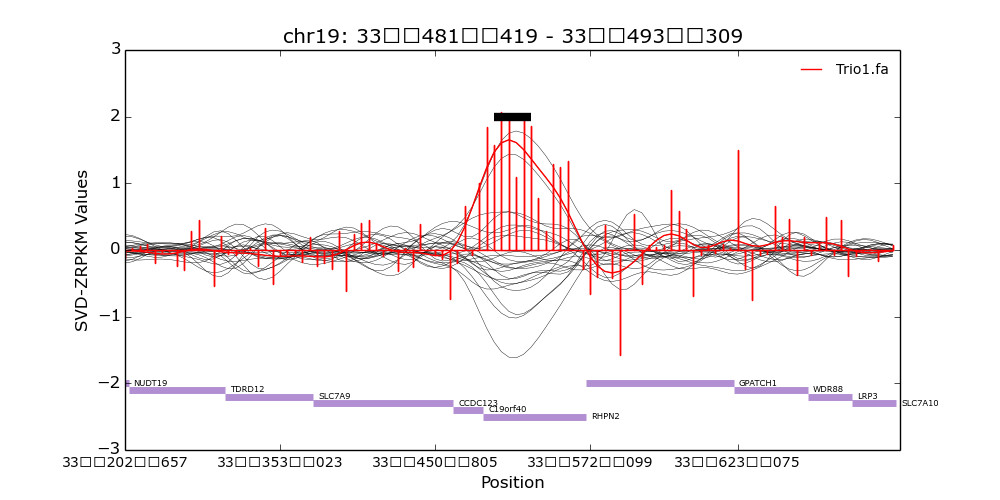 chr19: 33□□481□□419 - 33□□493□□309
Trio1.fa
SVD-ZRPKM Values
3
2
1
0
−1
−2
−3
NUDT19
TDRD12
SLC7A9
CCDC123
C19orf40
RHPN2
GPATCH1
WDR88
LRP3
SLC7A10
33□□202□□657 33□□353□□023 33□□450□□805 33□□572□□099 33□□623□□075
Position